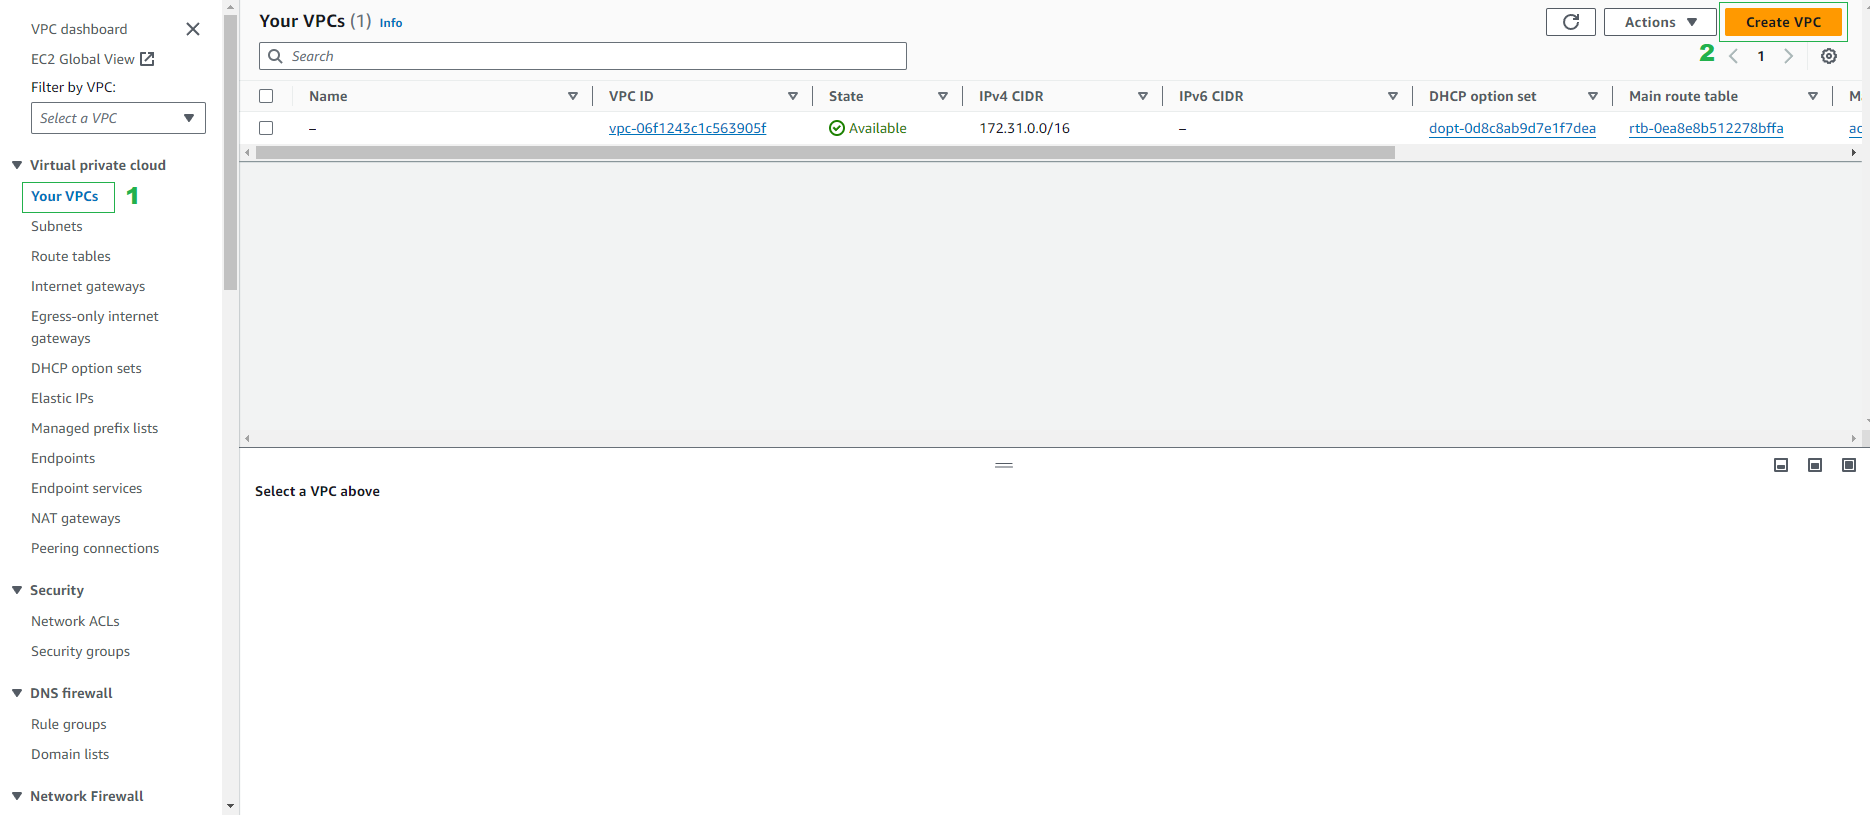 VPC dashboard
EC2 Global View
Filter by VPC:
Select a VPC
Virtual private cloud
Your VPCs 1
Subnets
Route tables
Internet gateways
Egress-only internet
gateways
DHCP option sets
Elastic IPs
Managed prefix lists
Endpoints
Endpoint services
NAT gateways
Peering connections
Security
Network ACLs
Security groups
DNS firewall
Rule groups
Domain lists
Network Firewall
Your VPCs (1) Info
Actions
Create VPC
Search
2 1
Name VPC ID State IPv4 CIDR IPv6 CIDR DHCP option set Main route table
– vpc-06f1243c1c563905f Available 172.31.0.0/16 – dopt-0d8c8ab9d7e1f7dea rtb-0ea8e8b512278bffa
Select a VPC above